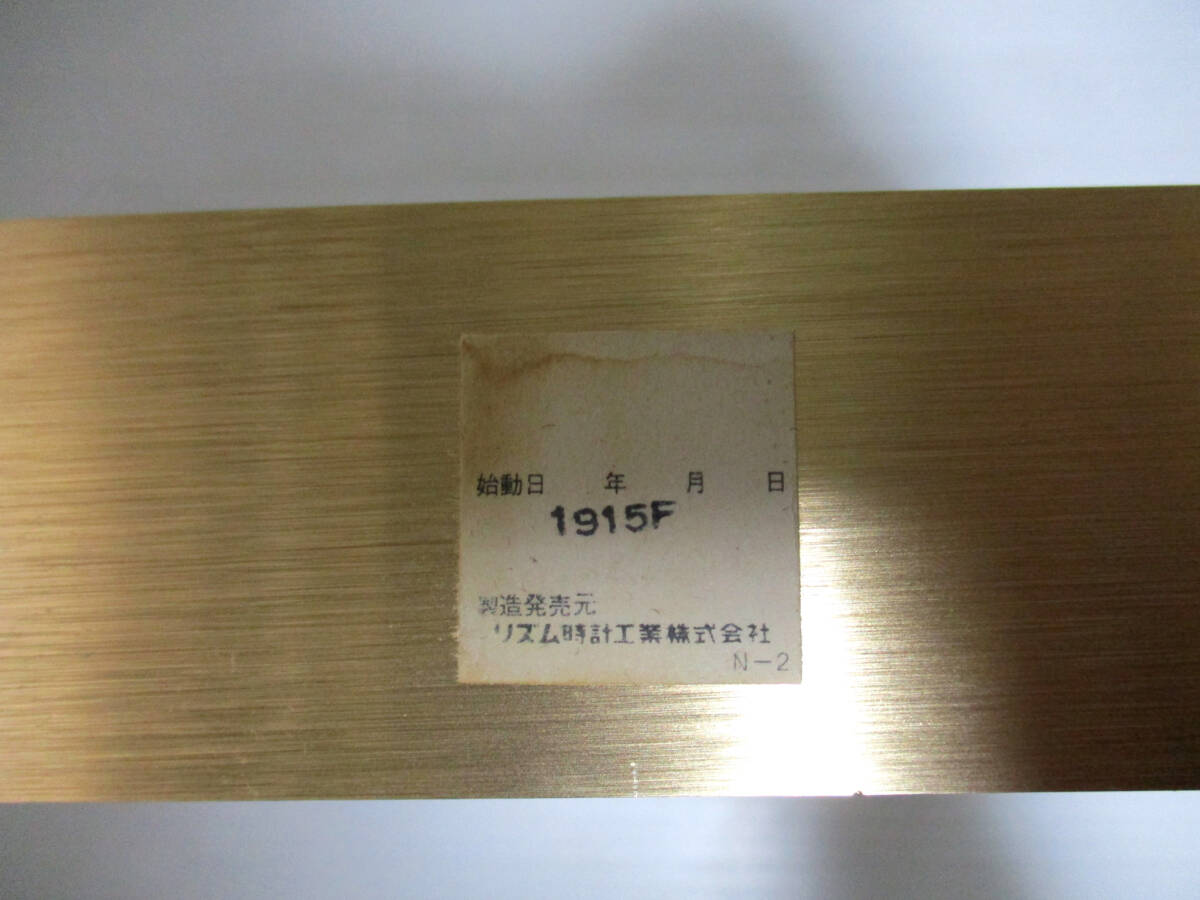 始動日 年 月 日
1915F
製造発売元
リズム時計工業株式会社
N-2